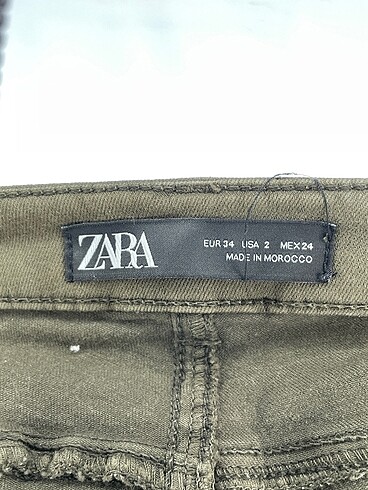 ZARA
EUR 34 USA 2 MEX 24
MADE IN MOROCCO